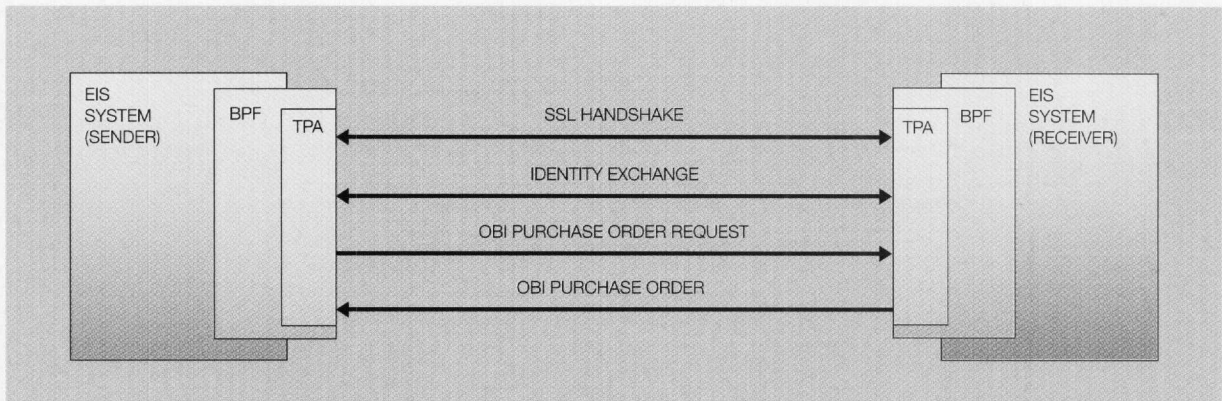 EIS
SYSTEM
(SENDER)
BPF
TPA
SSL HANDSHAKE
IDENTITY EXCHANGE
OBI PURCHASE ORDER REQUEST
OBI PURCHASE ORDER
TPA
BPF
EIS
SYSTEM
(RECEIVER)